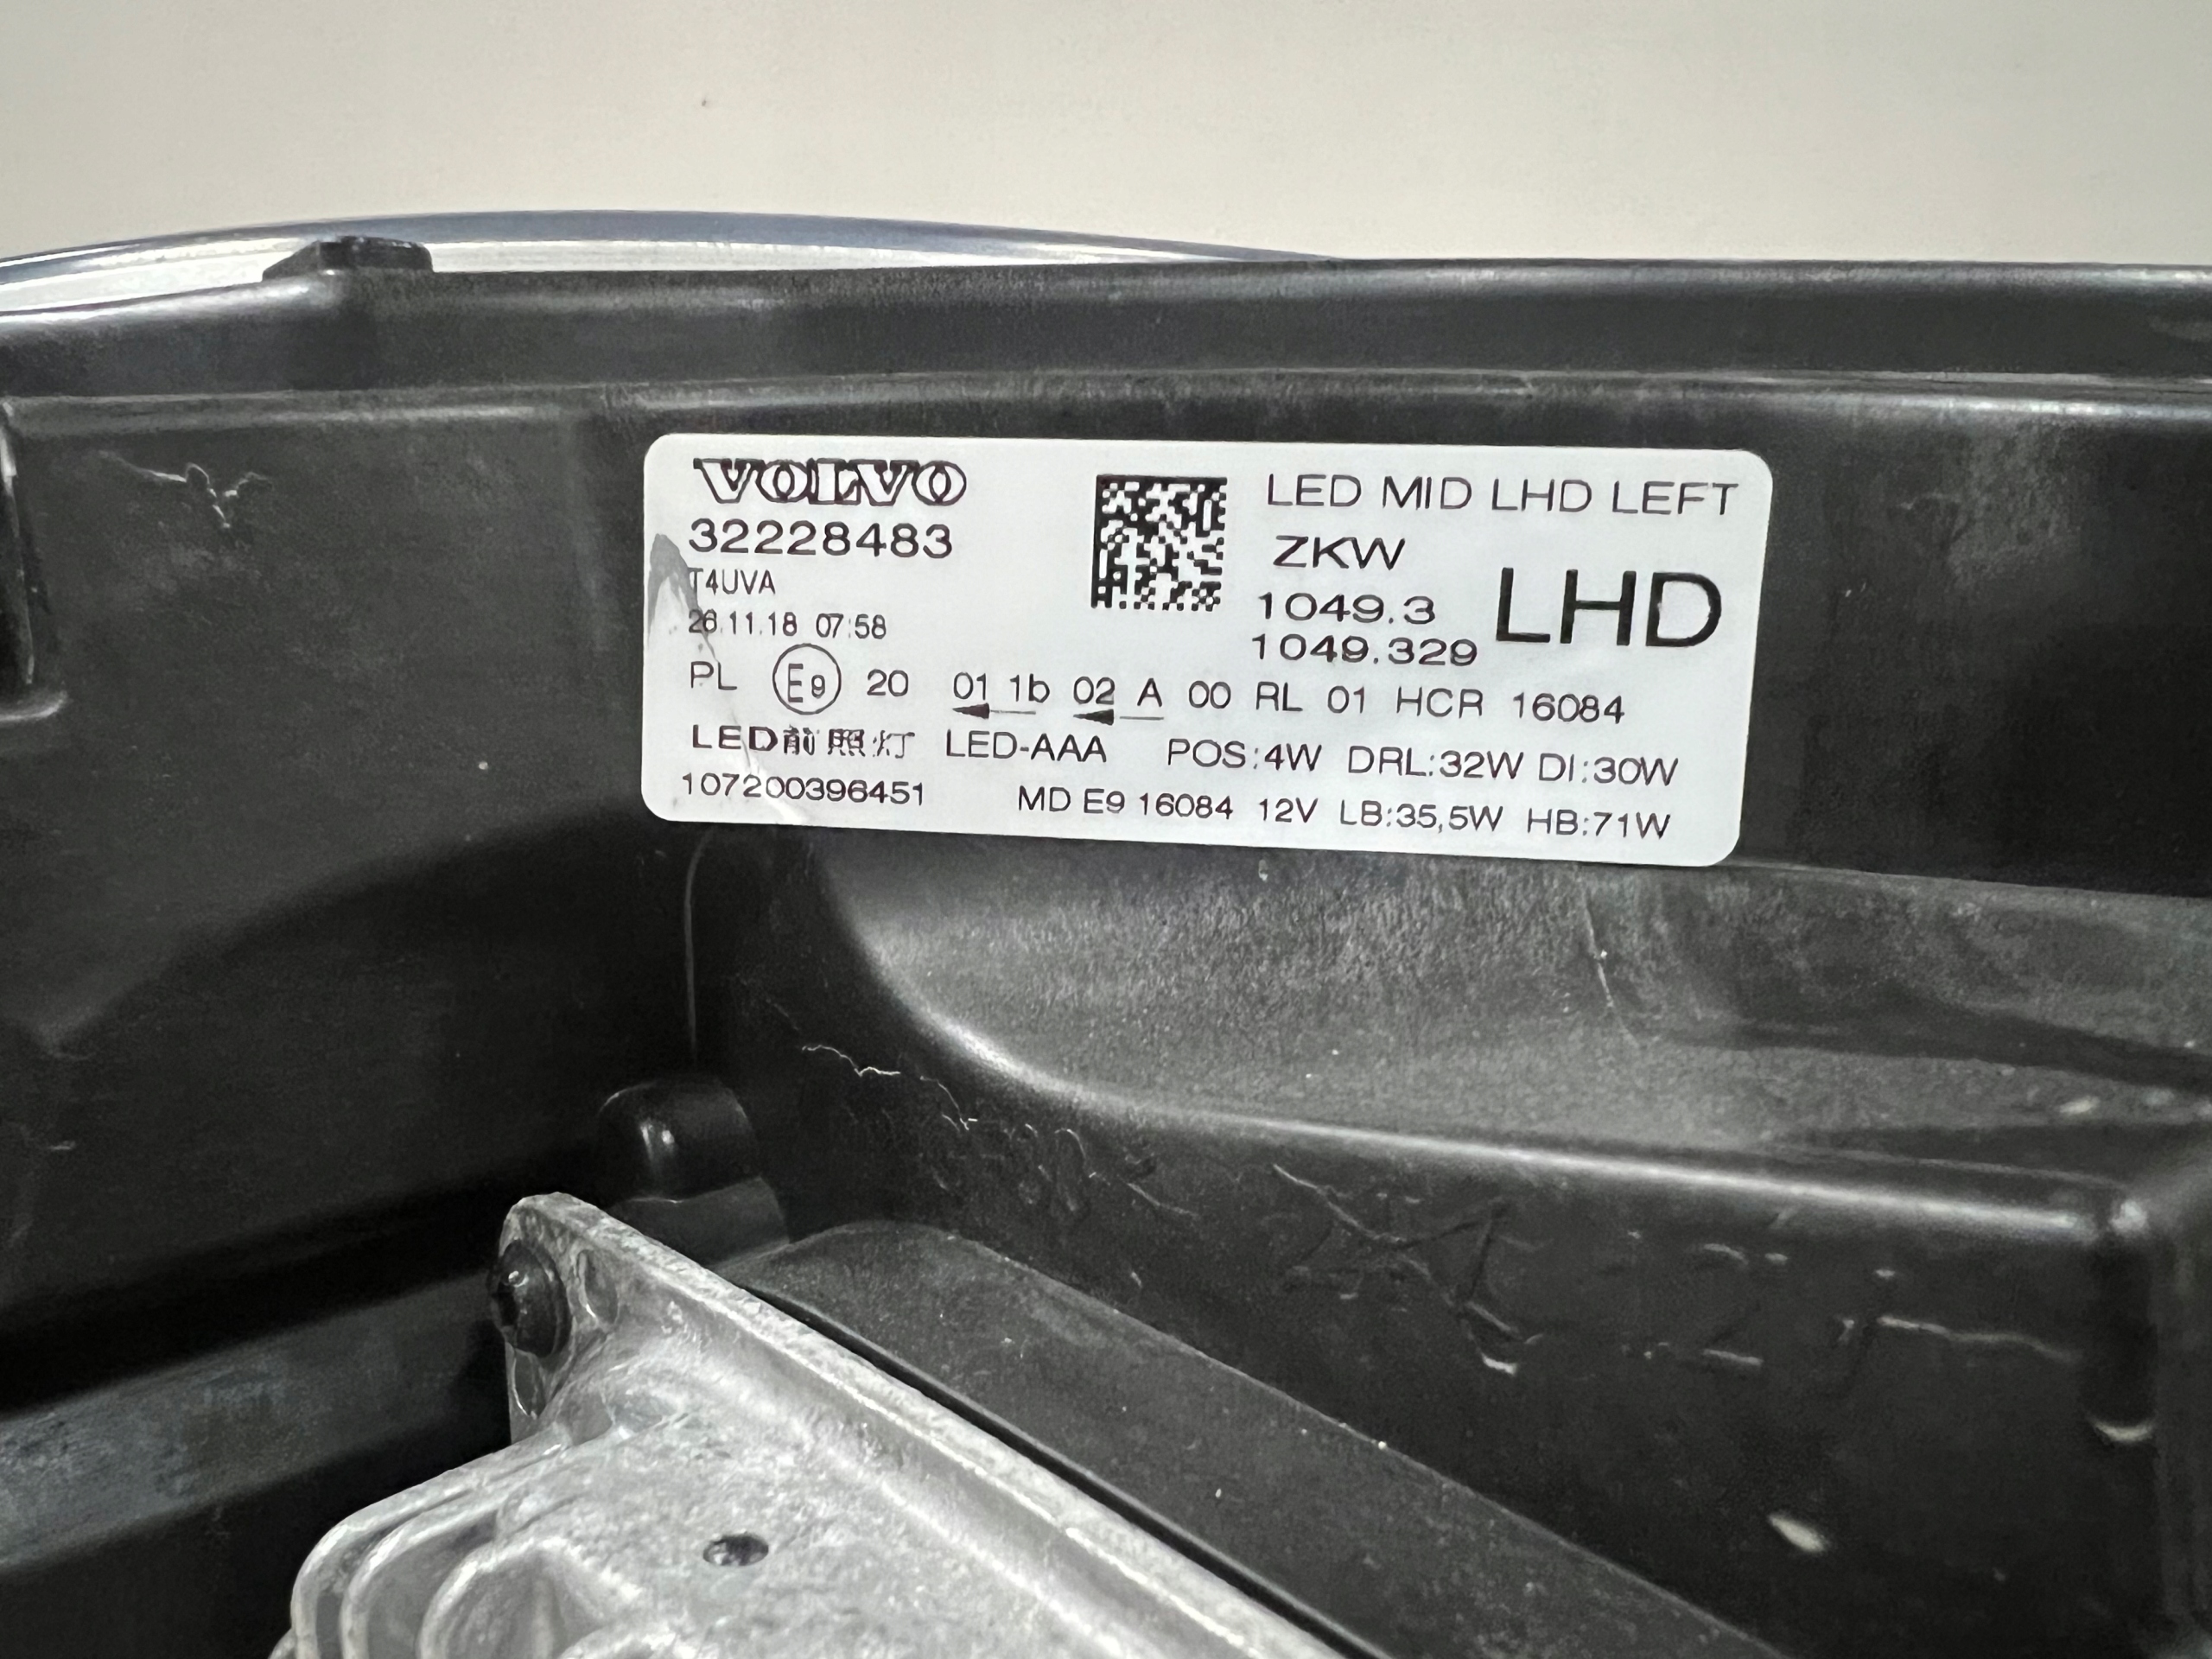 VOLVO
32228483
T4UVA
26.11.18 07:58
LED MID LHD LEFT
ZKW
1049.3
1049.329
LHD
PL E9 20 01 1b 02 A 00 RL 01 HCR 16084
LED前照灯 LED-AAA POS:4W DRL:32W DI:30W
107200396451 MD E9 16084 12V LB:35,5W HB:71W